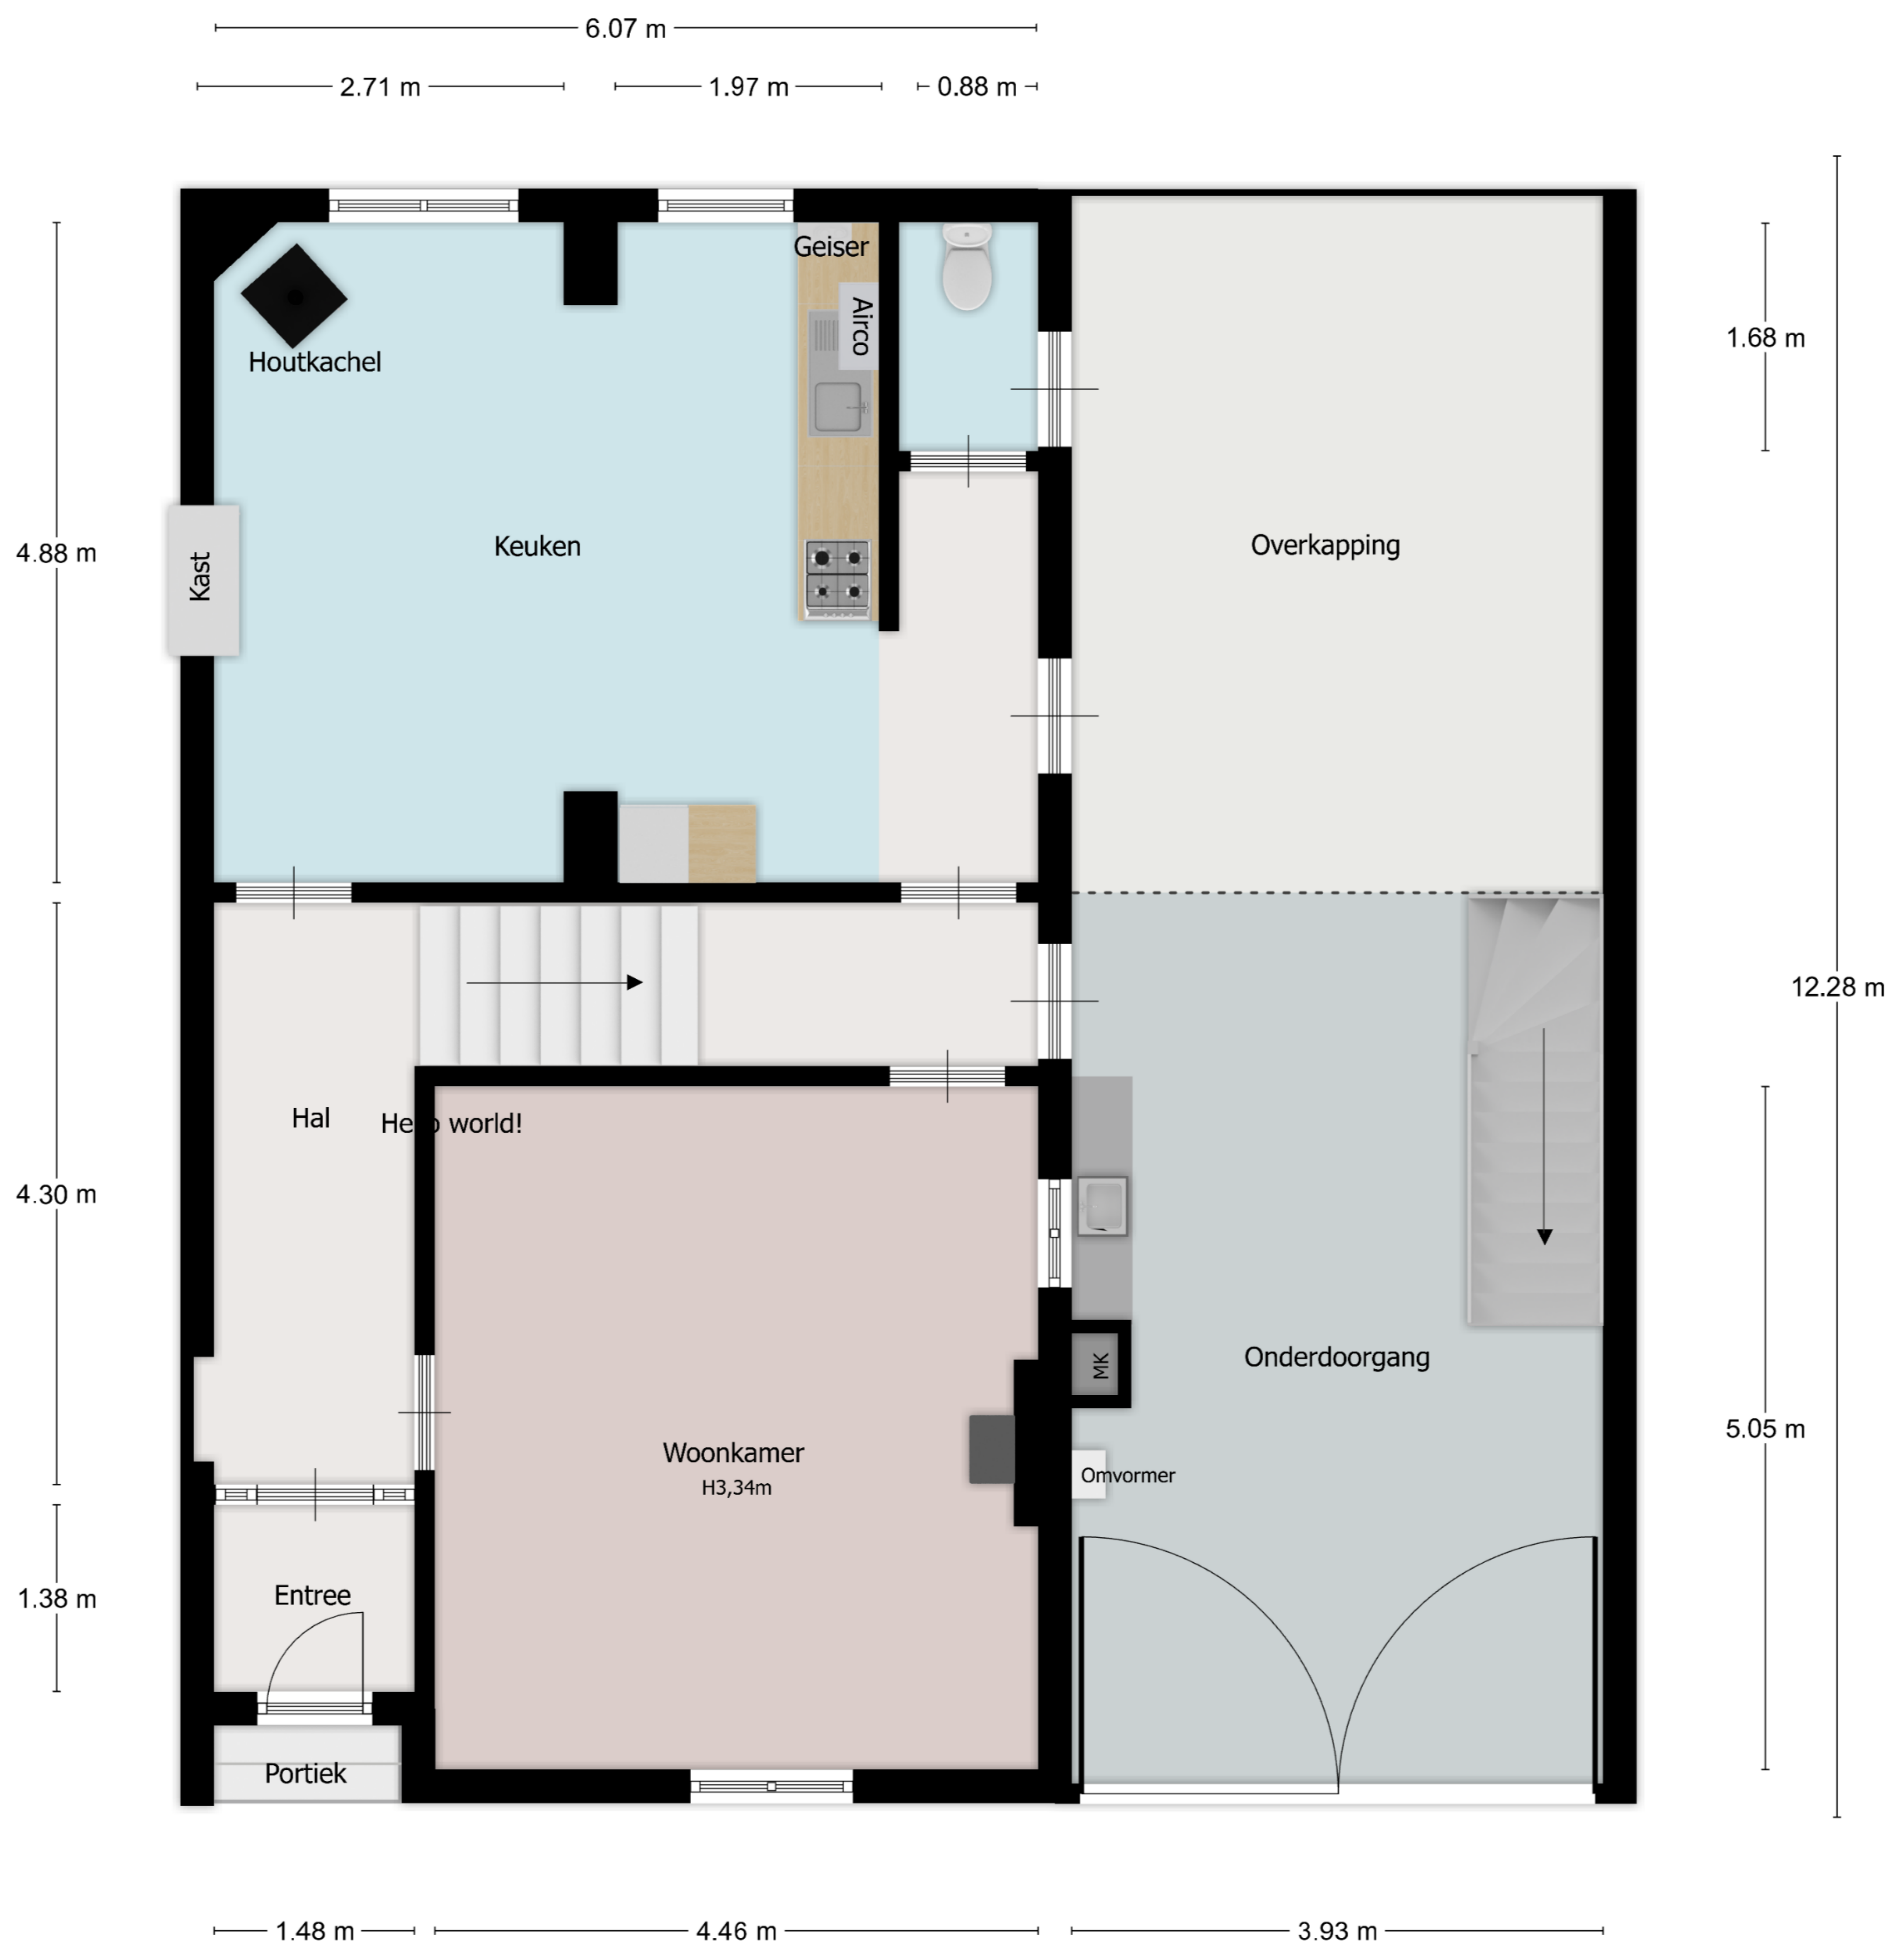 6.07 m
2.71 m
1.97 m
0.88 m
Geiser
Airco
Houtkachel
1.68 m
Keuken
Overkapping
4.88 m
Kast
12.28 m
Hal
world!
4.30 m
Onderdoorgang
MK
5.05 m
Woonkamer
H3,34m
Omvormer
Entree
1.38 m
Portiek
1.48 m
4.46 m
3.93 m